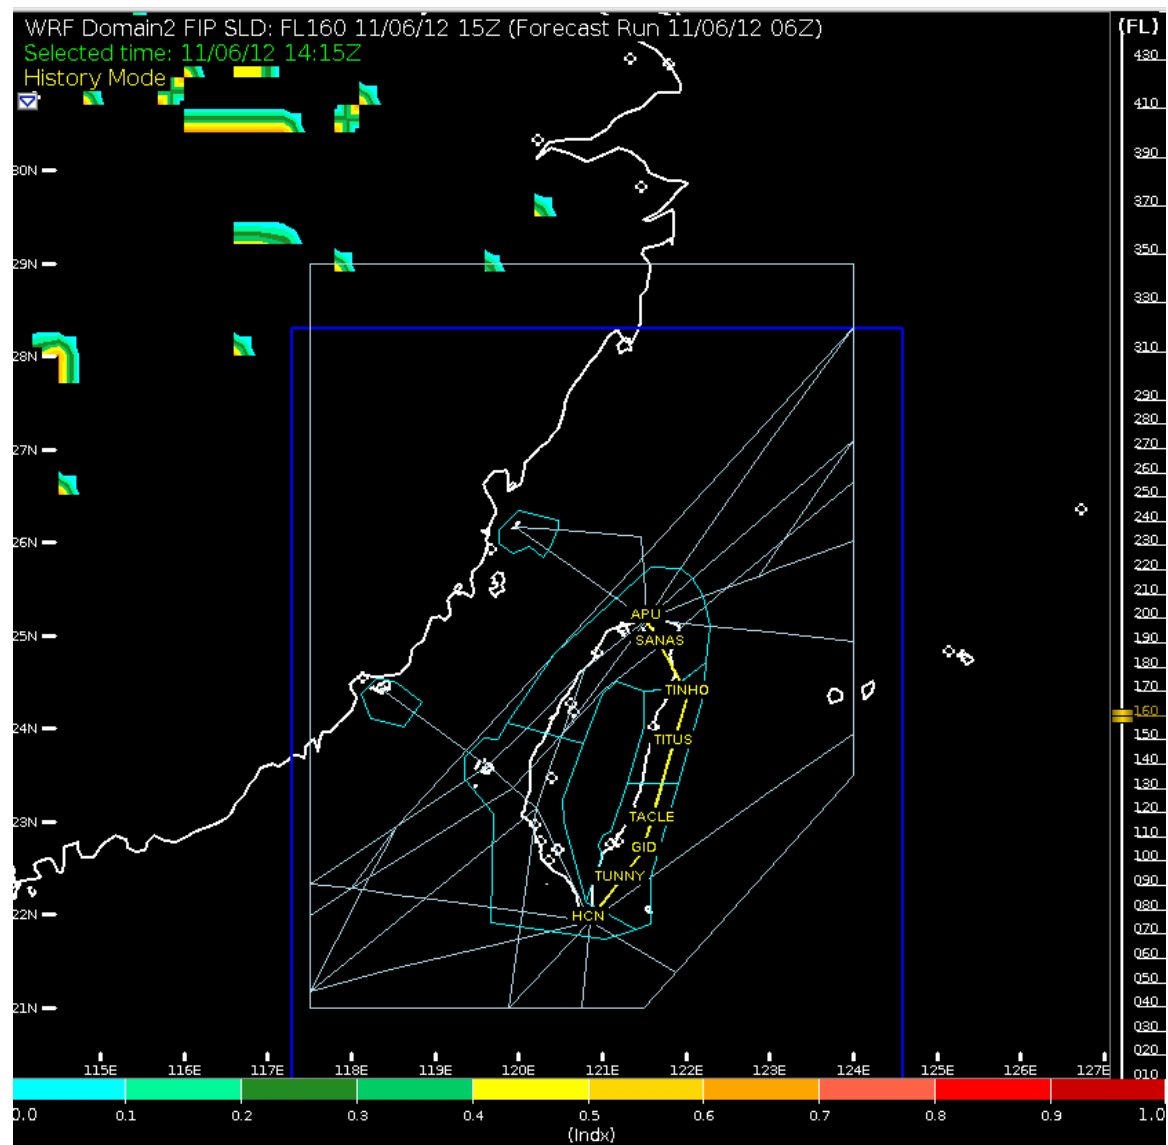 WRF Domain2 FIP SLD: FL160 11/06/12 15Z (Forecast Run 11/06/12 06Z)
(FL)
Selected time: 11/06/12 14:15Z
History Mode
430
410
390
30N
370
350
29N
330
310
28N
290
280
27N
270
260
250
26N
240
230
220
210
APU
200
25N
SANAS
190
180
TINHO
170
160
24N
TITUS
150
140
130
120
23N
TACLE
110
GID
100
TUNNY
090
22N
HCN
080
070
060
050
21N
040
030
020
115E 116E 117E 118E 119E 120E 121E 122E 123E 124E 125E 126E 127E
010
0.0 0.1 0.2 0.3 0.4 0.5 0.6 0.7 0.8 0.9 1.0
(Indx)